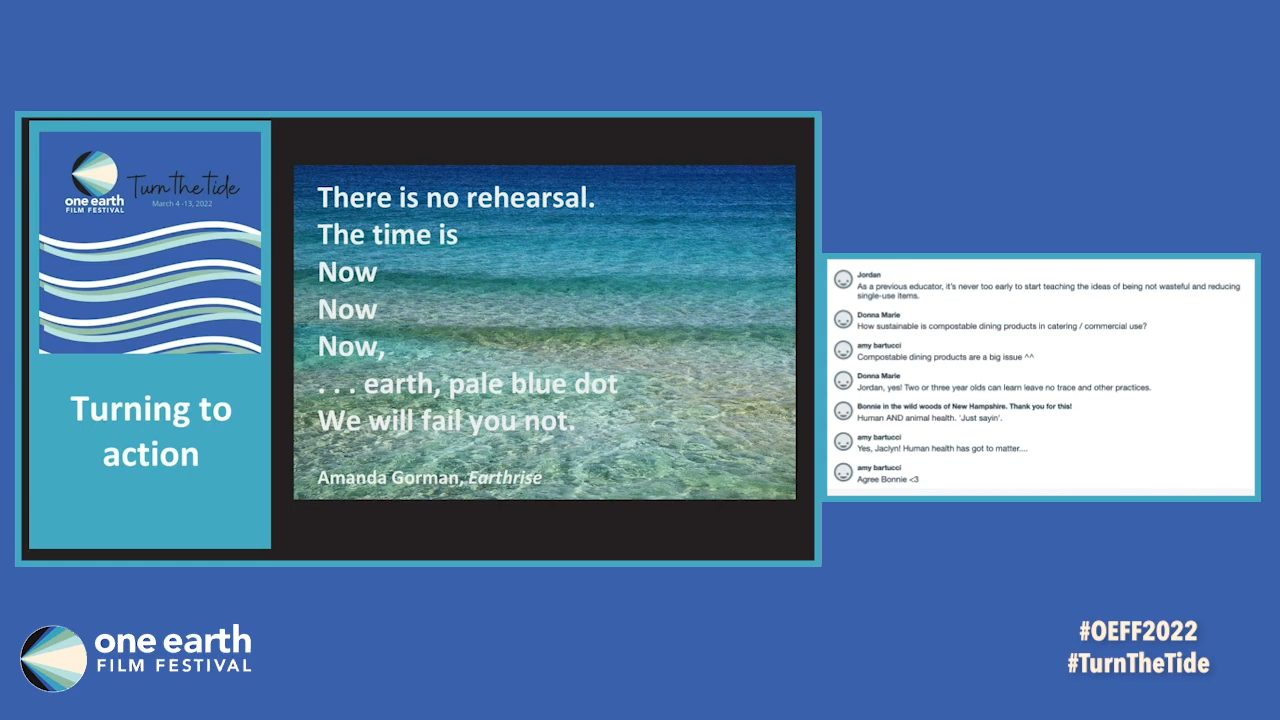 one earth
FILM FESTIVAL
Turn The Tide
March 4 -13, 2022
Turning to
action
There is no rehearsal.
The time is
Now
Now
Now,
. . . earth, pale blue dot
We will fail you not.
Amanda Gorman, Earthrise
Jordan
As a previous educator, it's never too early to start teaching the ideas of being not wasteful and reducing
single-use items.
Donna Marie
How sustainable is compostable dining products in catering / commercial use?
amy bartucci
Compostable dining products are a big issue ^^
Donna Marie
Jordan, yes! Two or three year olds can learn leave no trace and other practices.
Bonnie in the wild woods of New Hampshire. Thank you for this!
Human AND animal health. 'Just sayin'.
amy bartucci
Yes, Jaclyn! Human health has got to matter....
amy bartucci
Agree Bonnie <3
one earth
FILM FESTIVAL
#OEFF2022
#TurnTheTide